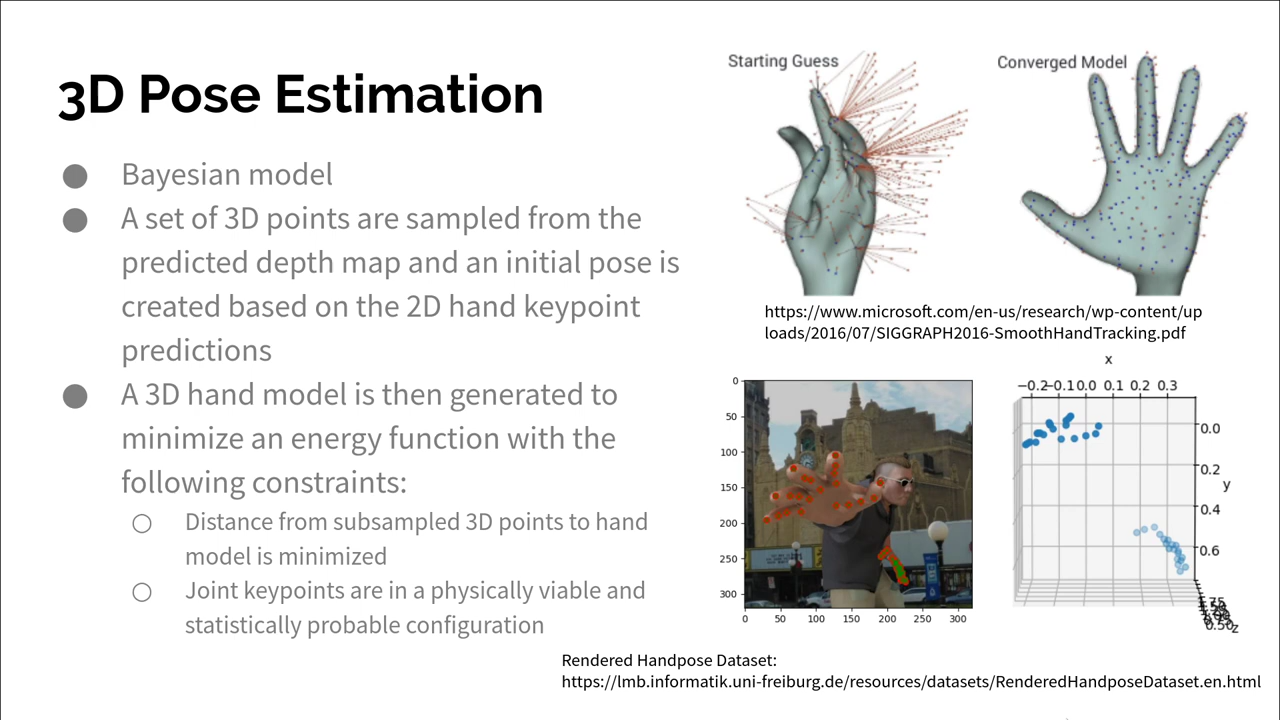 3D Pose Estimation
● Bayesian model
● A set of 3D points are sampled from the
predicted depth map and an initial pose is
created based on the 2D hand keypoint
predictions
● A 3D hand model is then generated to
minimize an energy function with the
following constraints:
○ Distance from subsampled 3D points to hand
model is minimized
○ Joint keypoints are in a physically viable and
statistically probable configuration
Starting Guess
Converged Model
https://www.microsoft.com/en-us/research/wp-content/up
loads/2016/07/SIGGRAPH2016-SmoothHandTracking.pdf
0
50
100
150
200
250
300
0 50 100 150 200 250 300
x
−0.2 −0.1 0.0 0.1 0.2 0.3
0.0
0.2
y
0.4
0.6
0.50
z
Rendered Handpose Dataset:
https://lmb.informatik.uni-freiburg.de/resources/datasets/RenderedHandposeDataset.en.html